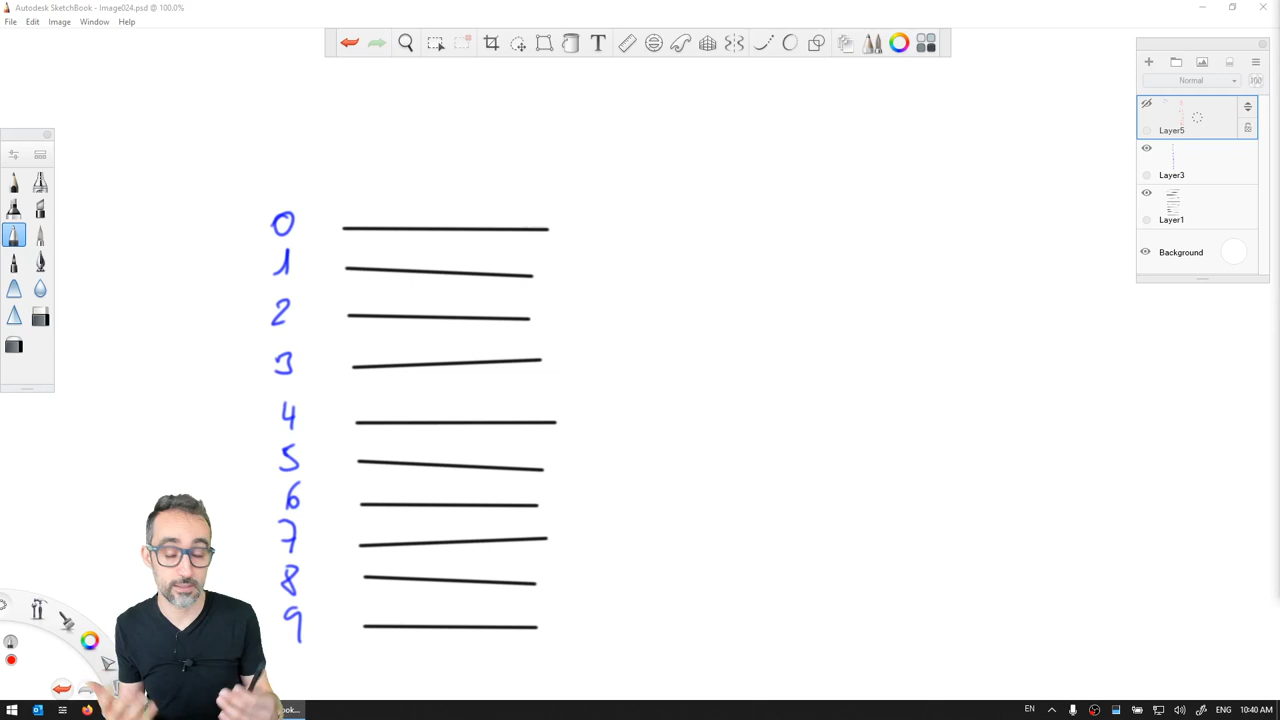 Autodesk SketchBook - Image024.psd @ 100.0%
File Edit Image Window Help
Normal 100
Layer5
Layer3
Layer1
Background
0
1
2
3
4
5
6
7
8
9
EN ENG 10:40 AM